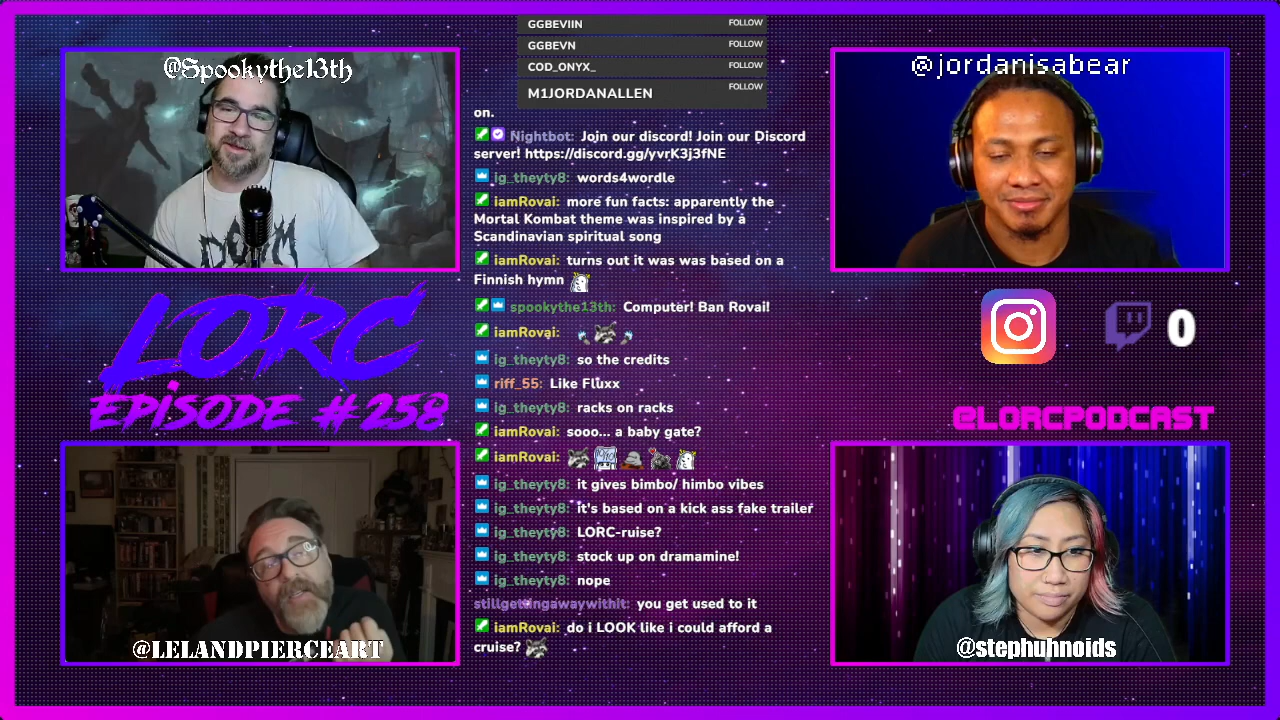 GGBEVIIN FOLLOW
GGBEVN FOLLOW
COD_ONYX_ FOLLOW
M1JORDANALLEN FOLLOW
@Spookythe13th
@jordanisabear
DOOM
on.
Nightbot: Join our discord! Join our Discord
server! https://discord.gg/yvrK3j3fNE
ig_theyty8: words4wordle
iamRovai: more fun facts: apparently the
Mortal Kombat theme was inspired by a
Scandinavian spiritual song
iamRovai: turns out it was was based on a
Finnish hymn
spookythe13th: Computer! Ban Rovai!
iamRovai:
ig_theyty8: so the credits
riff_55: Like Fluxx
ig_theyty8: racks on racks
iamRovai: sooo... a baby gate?
iamRovai:
ig_theyty8: it gives bimbo/ himbo vibes
ig_theyty8: it's based on a kick ass fake trailer
ig_theyty8: LORC-ruise?
ig_theyty8: stock up on dramamine!
ig_theyty8: nope
stillgettingawaywithit: you get used to it
iamRovai: do i LOOK like i could afford a
cruise?
LORC
EPISODE #258
0
@LORCPODCAST
@LELANDPIERCEART
@stephuhnoids